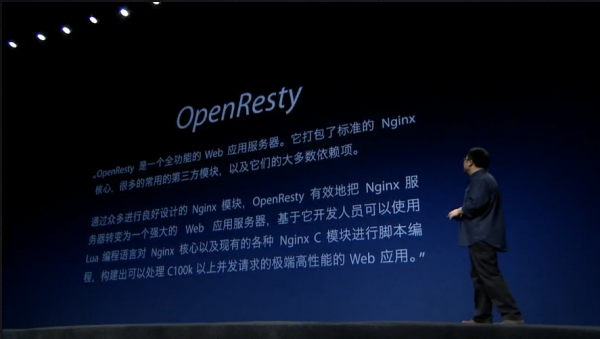 OpenResty
„OpenResty 是一个全功能的 Web 应用服务器。它打包了标准的 Nginx
核心、很多的常用的第三方模块，以及它们的大多数依赖项。
通过众多进行良好设计的 Nginx 模块，OpenResty 有效地把 Nginx 服
务器转变为一个强大的 Web 应用服务器，基于它开发人员可以使用
Lua 编程语言对 Nginx 核心以及现有的各种 Nginx C 模块进行脚本编
程，构建出可以处理 C100k 以上并发请求的极端高性能的 Web 应用。”